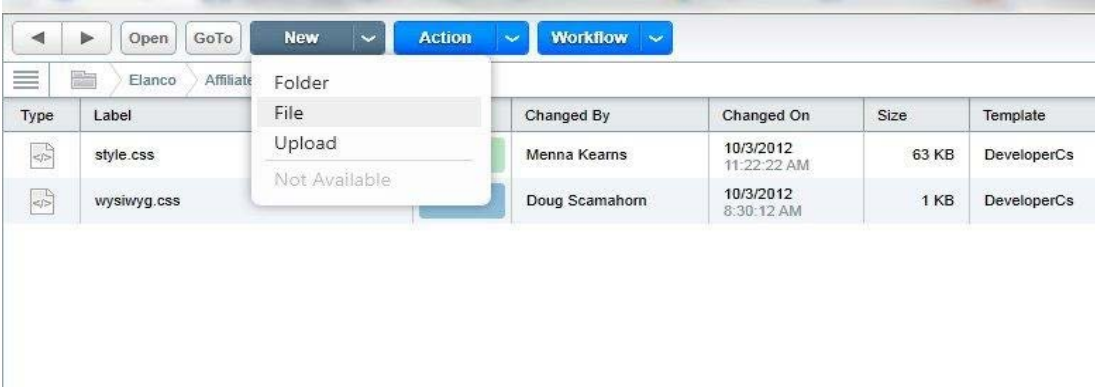 Open GoTo New Action Workflow
Elanco Affiliate
Folder
File
Upload
Not Available
Type Label Changed By Changed On Size Template
style.css Menna Kearns 10/3/2012 63 KB DeveloperCs
11:22:22 AM
wysiwyg.css Doug Scamahorn 10/3/2012 1 KB DeveloperCs
8:30:12 AM